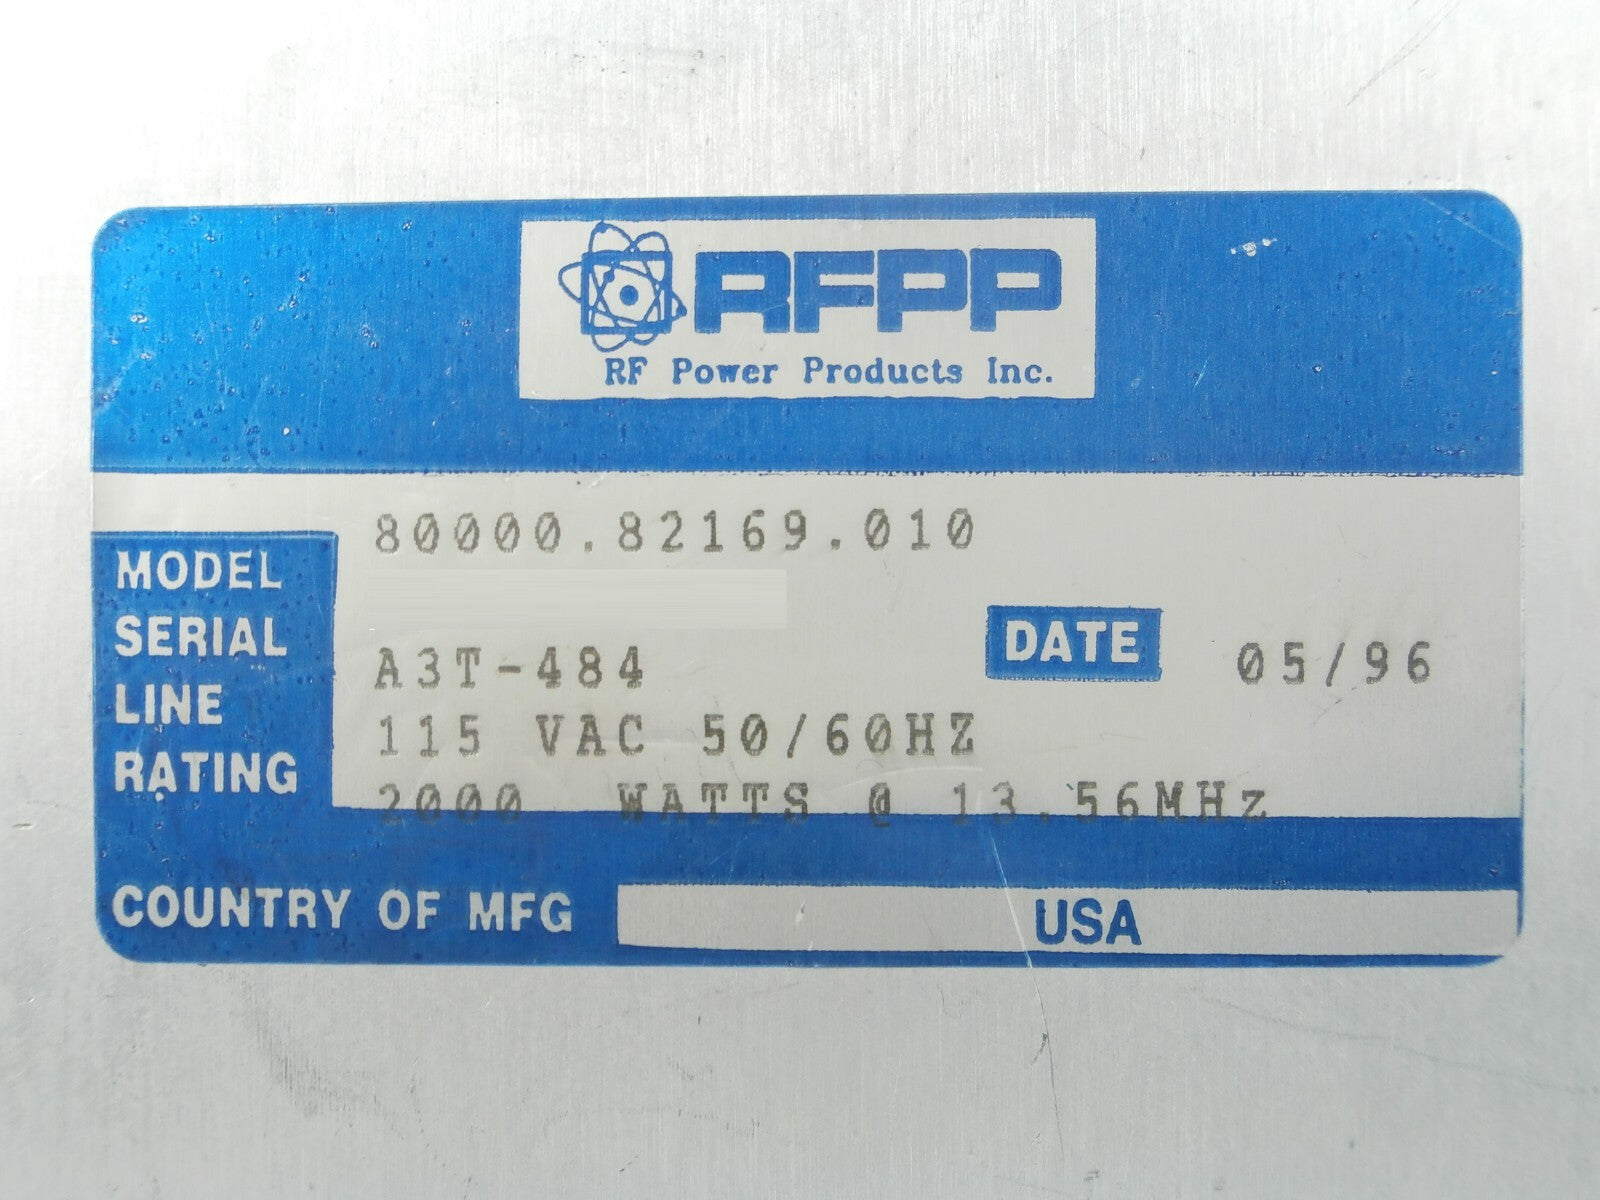 RFPP
RF Power Products Inc.
80000.82169.010
MODEL
SERIAL A3T-484 DATE 05/96
LINE 115 VAC 50/60HZ
RATING 2000 WATTS @ 13.56MHz
COUNTRY OF MFG USA